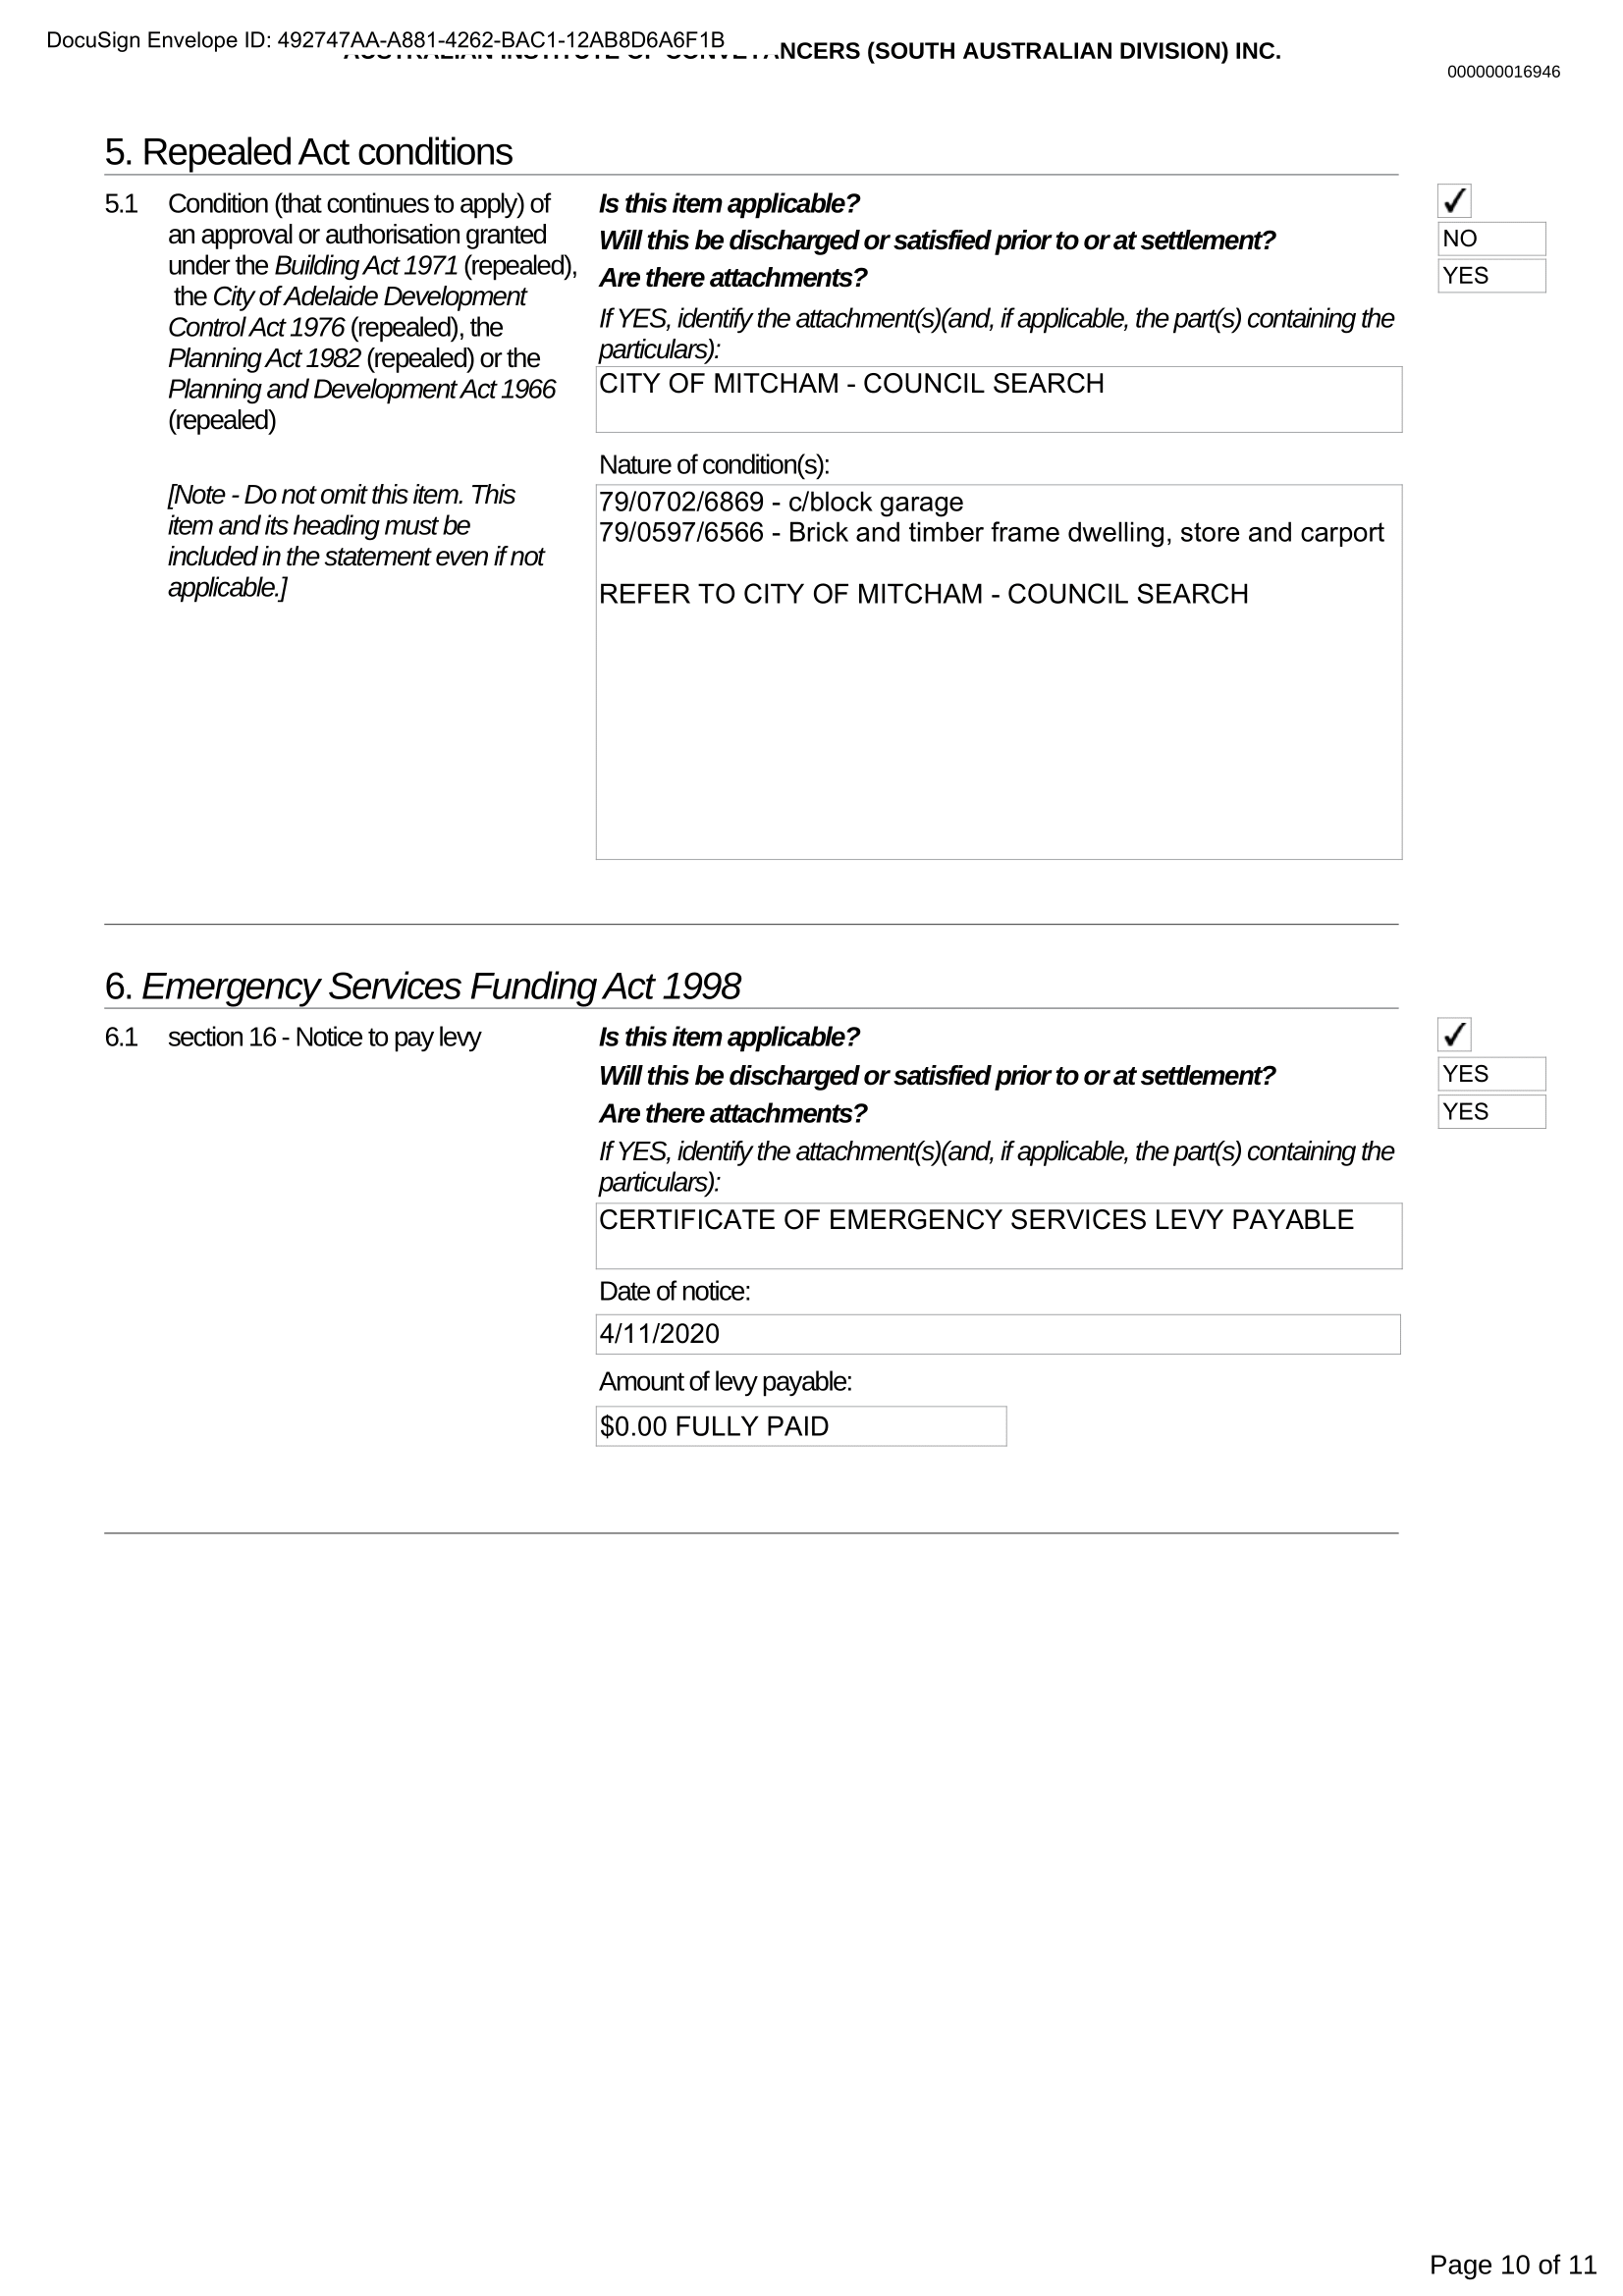 DocuSign Envelope ID: 492747AA-A881-4262-BAC1-12AB8D6A6F1B
AUSTRALIAN INSTITUTE OF CONVEYANCERS (SOUTH AUSTRALIAN DIVISION) INC.
000000016946
5. Repealed Act conditions
5.1 Condition (that continues to apply) of
an approval or authorisation granted
under the Building Act 1971 (repealed),
the City of Adelaide Development
Control Act 1976 (repealed), the
Planning Act 1982 (repealed) or the
Planning and Development Act 1966
(repealed)
[Note - Do not omit this item. This
item and its heading must be
included in the statement even if not
applicable.]
Is this item applicable? ✓
Will this be discharged or satisfied prior to or at settlement? NO
Are there attachments? YES
If YES, identify the attachment(s)(and, if applicable, the part(s) containing the
particulars):
CITY OF MITCHAM - COUNCIL SEARCH
Nature of condition(s):
79/0702/6869 - c/block garage
79/0597/6566 - Brick and timber frame dwelling, store and carport
REFER TO CITY OF MITCHAM - COUNCIL SEARCH
6. Emergency Services Funding Act 1998
6.1 section 16 - Notice to pay levy
Is this item applicable? ✓
Will this be discharged or satisfied prior to or at settlement? YES
Are there attachments? YES
If YES, identify the attachment(s)(and, if applicable, the part(s) containing the
particulars):
CERTIFICATE OF EMERGENCY SERVICES LEVY PAYABLE
Date of notice:
4/11/2020
Amount of levy payable:
$0.00 FULLY PAID
Page 10 of 11